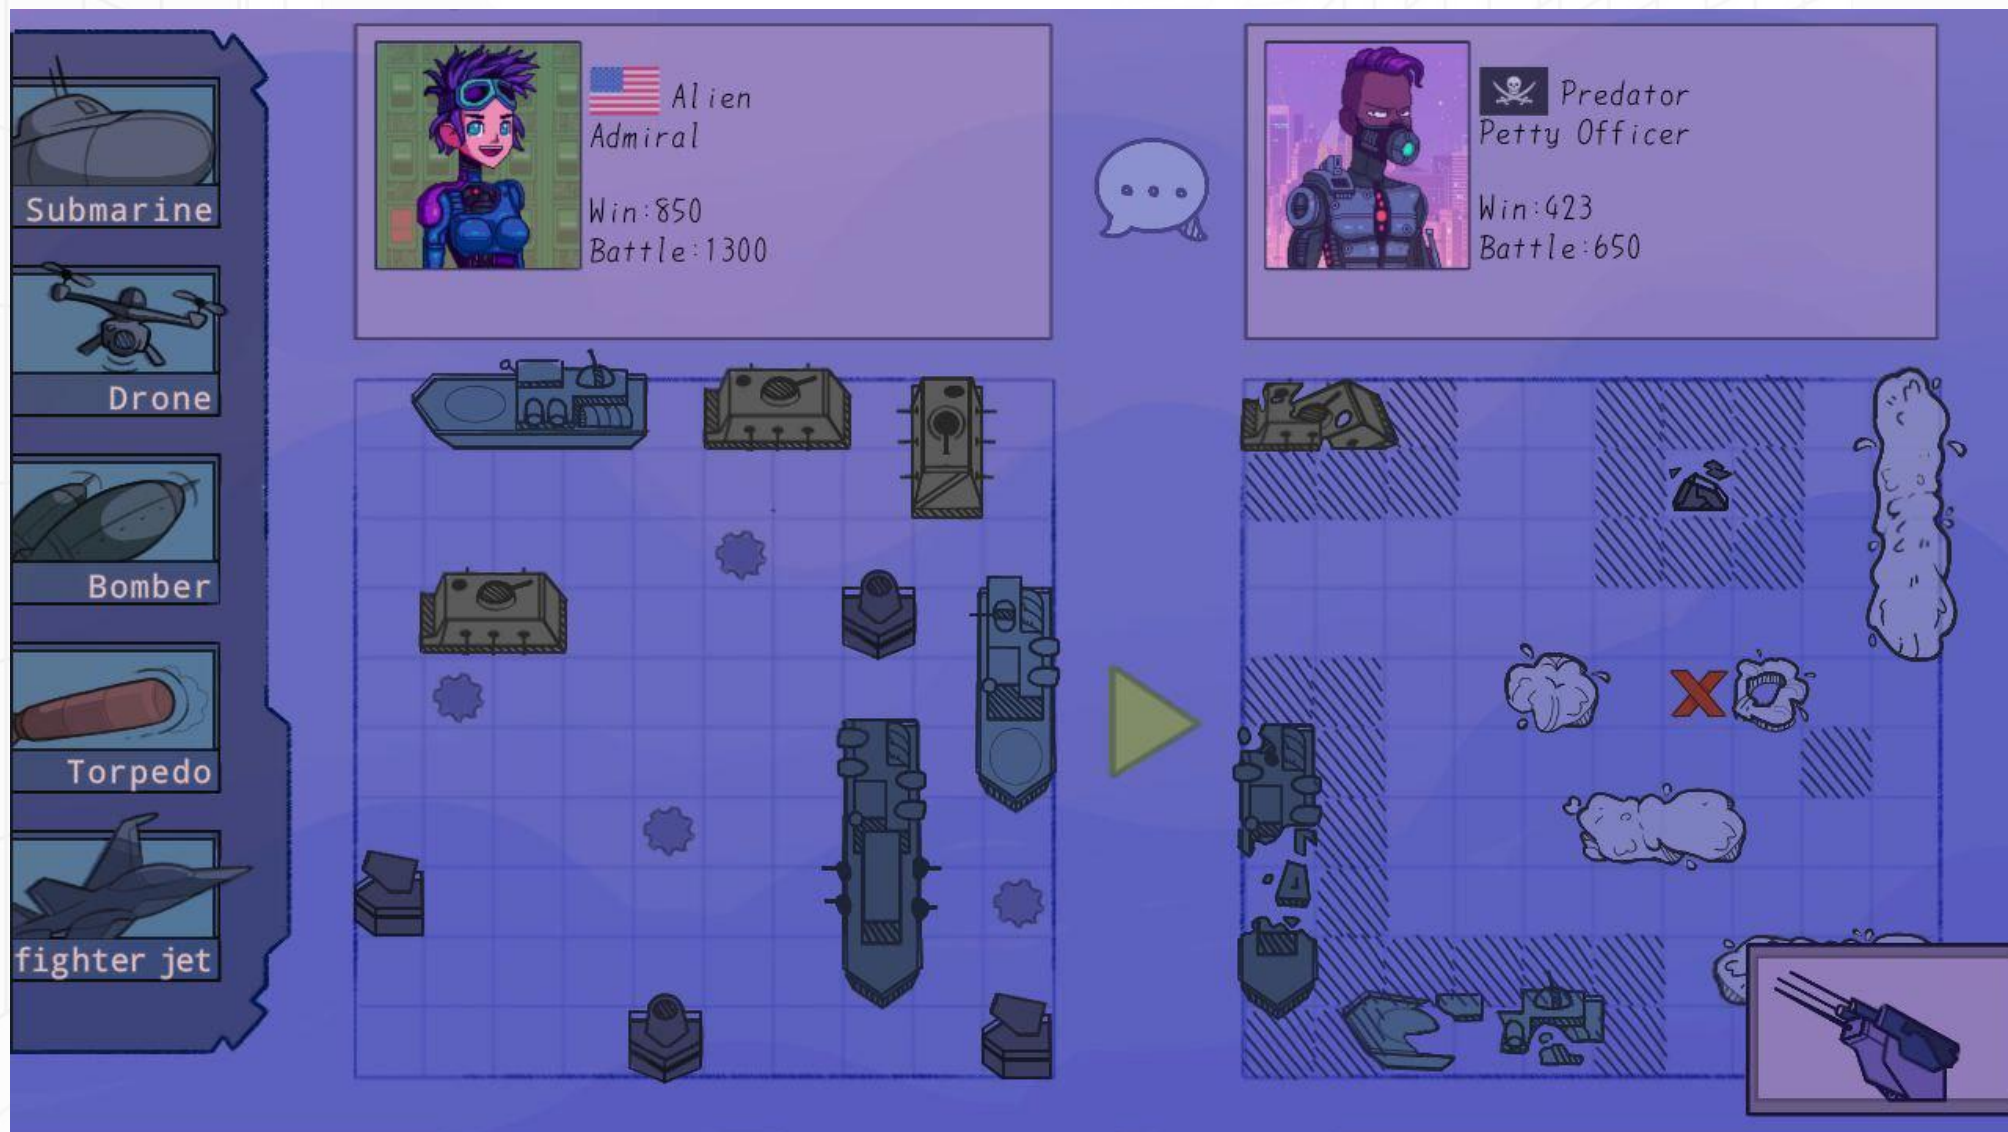 Submarine
Drone
Bomber
Torpedo
fighter jet
Alien
Admiral
Win:850
Battle:1300
Predator
Petty Officer
Win:423
Battle:650
X